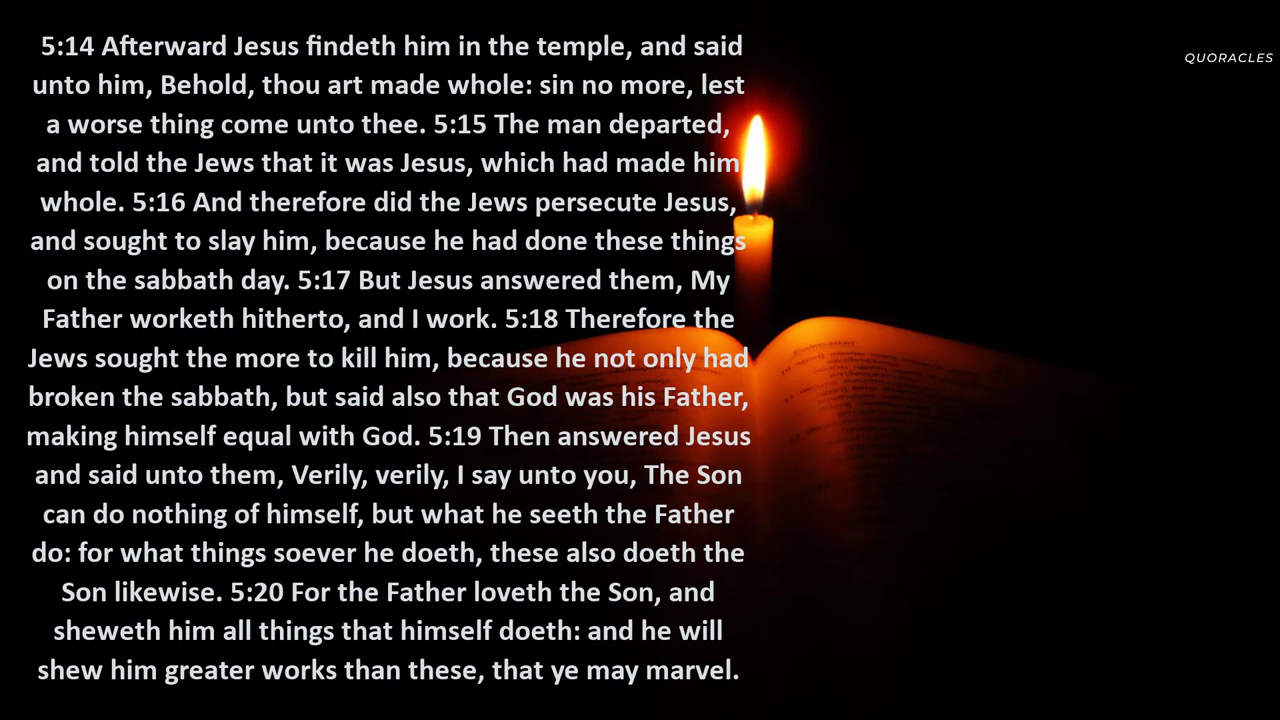 5:14 Afterward Jesus findeth him in the temple, and said
unto him, Behold, thou art made whole: sin no more, lest
a worse thing come unto thee. 5:15 The man departed,
and told the Jews that it was Jesus, which had made him
whole. 5:16 And therefore did the Jews persecute Jesus,
and sought to slay him, because he had done these things
on the sabbath day. 5:17 But Jesus answered them, My
Father worketh hitherto, and I work. 5:18 Therefore the
Jews sought the more to kill him, because he not only had
broken the sabbath, but said also that God was his Father,
making himself equal with God. 5:19 Then answered Jesus
and said unto them, Verily, verily, I say unto you, The Son
can do nothing of himself, but what he seeth the Father
do: for what things soever he doeth, these also doeth the
Son likewise. 5:20 For the Father loveth the Son, and
sheweth him all things that himself doeth: and he will
shew him greater works than these, that ye may marvel.
QUORACLES